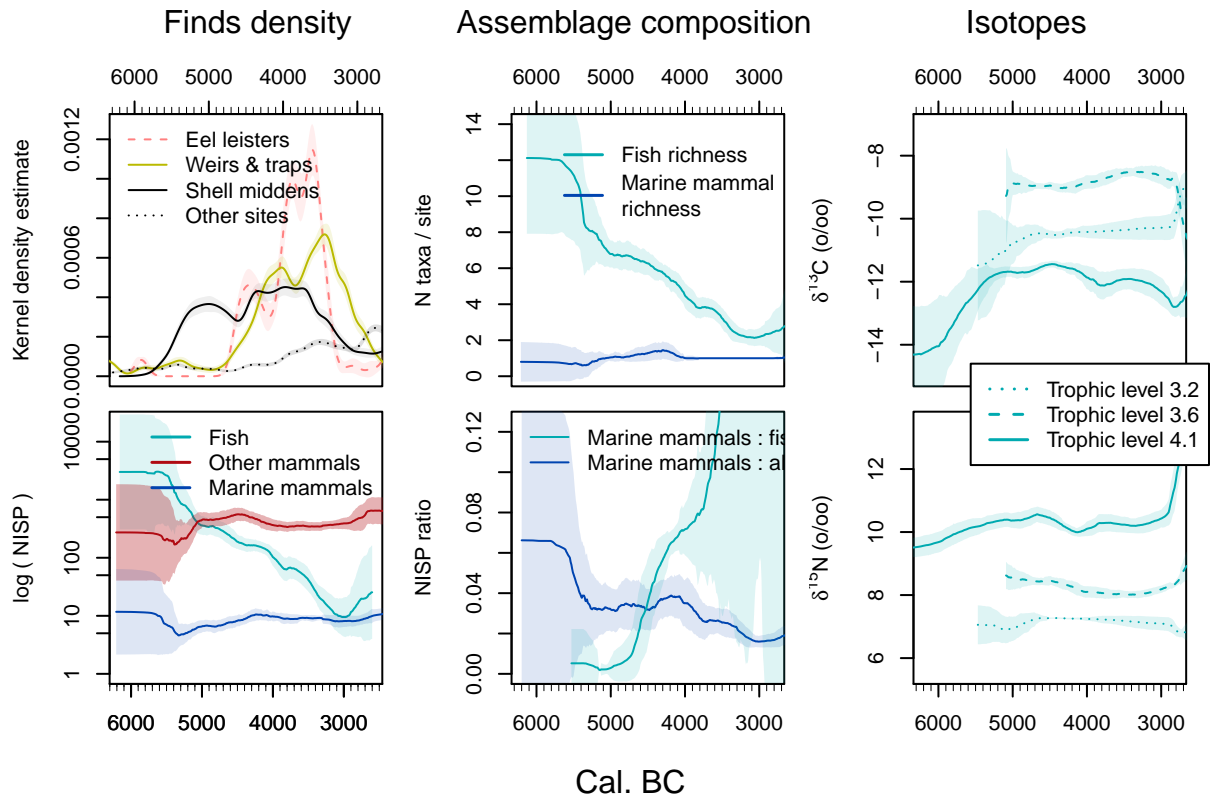 Finds density
Assemblage composition
Isotopes
6000 5000 4000 3000
6000 5000 4000 3000
6000 5000 4000 3000
Kernel density estimate
0.0000 0.0006 0.0012
Eel leisters
Weirs & traps
Shell middens
Other sites
N taxa / site
0 2 4 6 8 10 14
Fish richness
Marine mammal
richness
δ¹³C (o/oo)
−14 −12 −10 −8
log ( NISP )
1 10 100 10000
Fish
Other mammals
Marine mammals
NISP ratio
0.00 0.04 0.08 0.12
Marine mammals : fis
Marine mammals : al
Trophic level 3.2
Trophic level 3.6
Trophic level 4.1
δ¹⁵N (o/oo)
6 8 10 12
6000 5000 4000 3000
6000 5000 4000 3000
6000 5000 4000 3000
Cal. BC